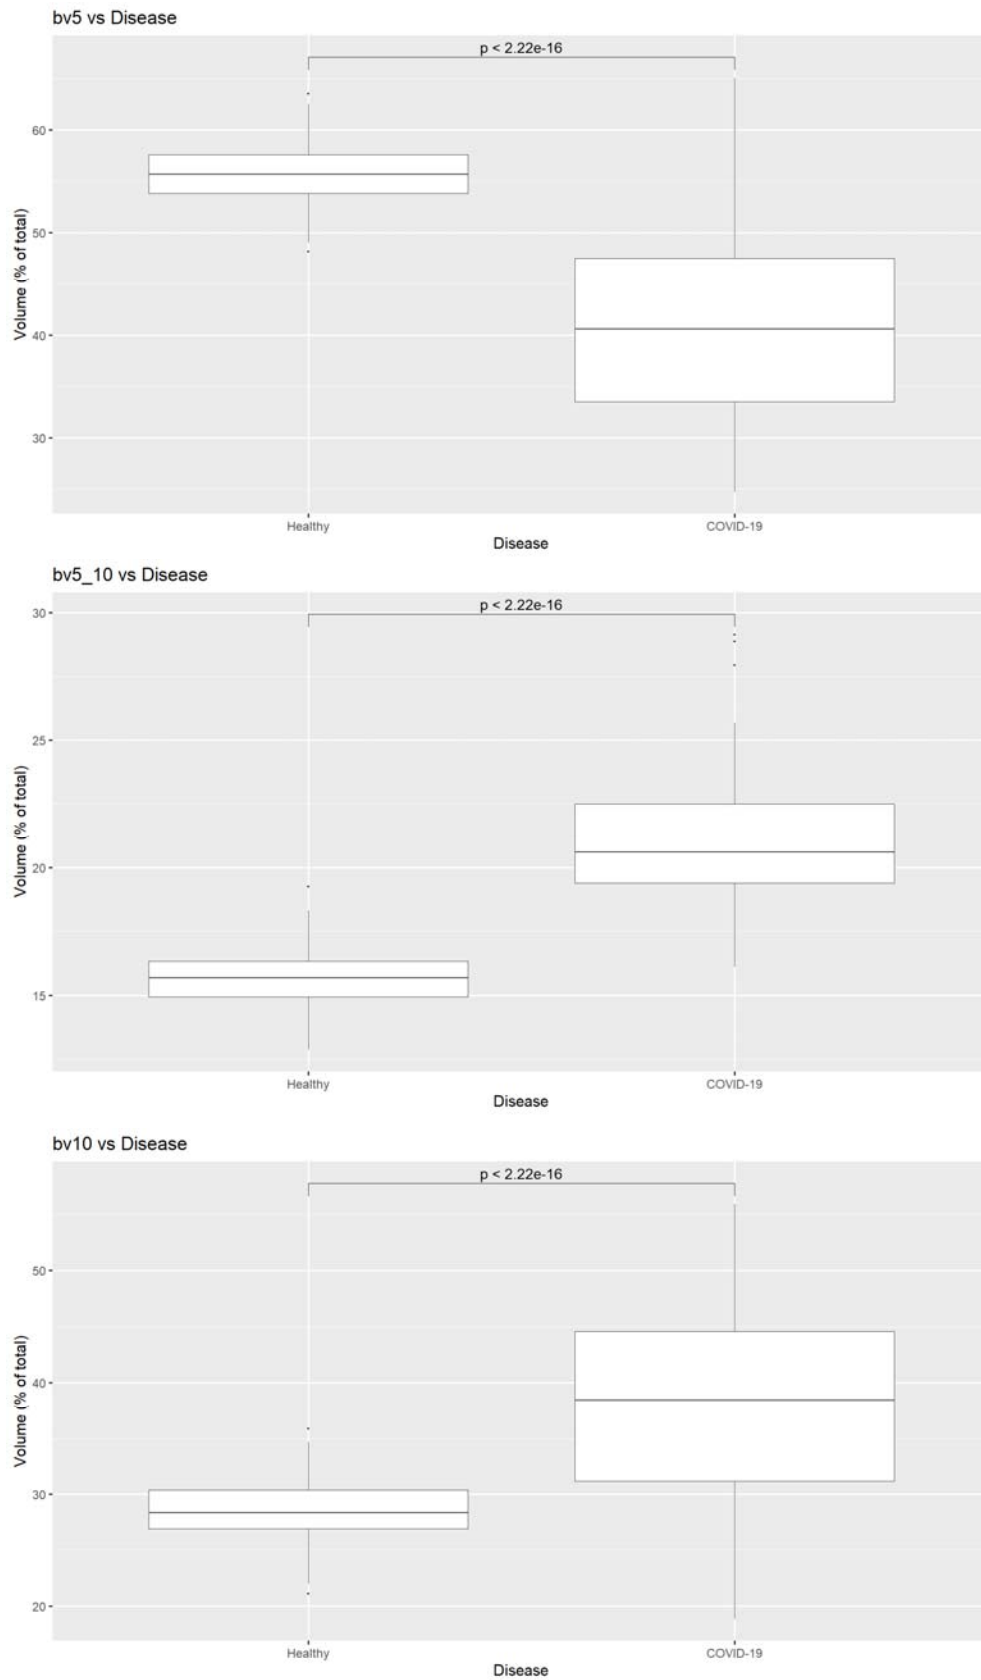 bv5 vs Disease
p < 2.22e-16
60
50
40
30
Volume (% of total)
Healthy
COVID-19
Disease
bv5_10 vs Disease
p < 2.22e-16
30
25
20
15
Volume (% of total)
Healthy
COVID-19
Disease
bv10 vs Disease
p < 2.22e-16
50
40
30
20
Volume (% of total)
Healthy
COVID-19
Disease